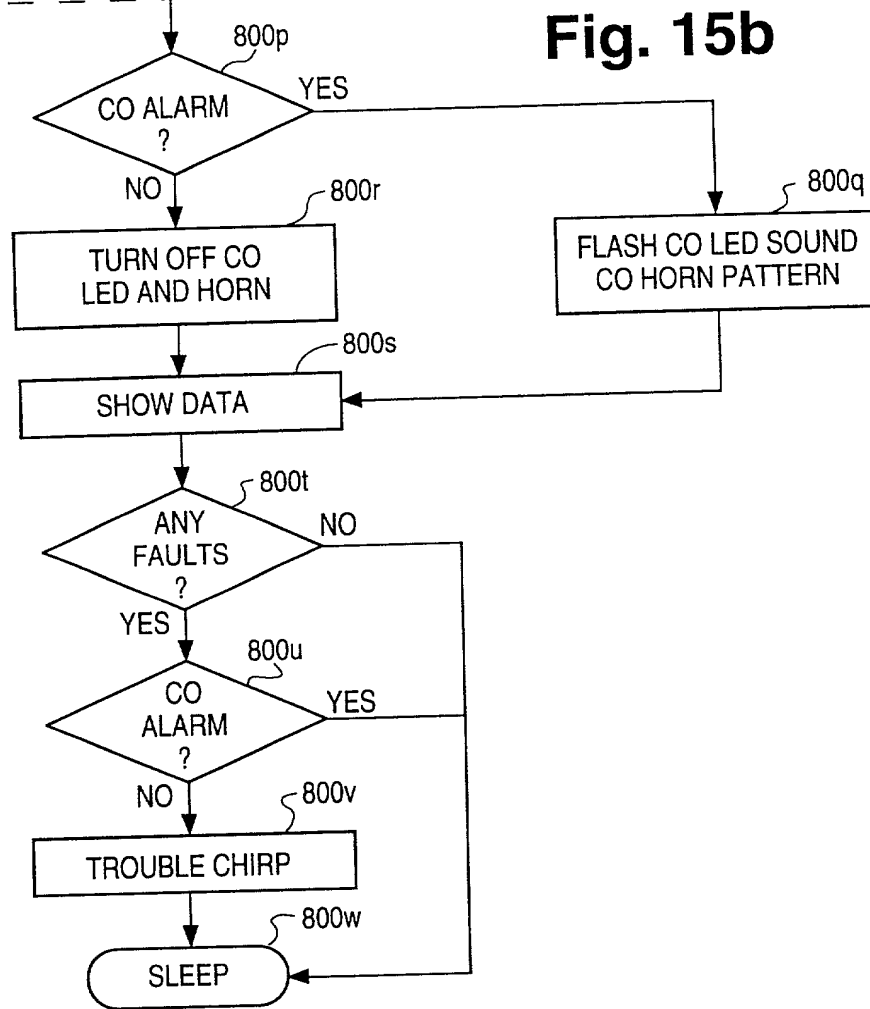 Fig. 15b
800p
CO ALARM
?
YES
NO
800r
TURN OFF CO
LED AND HORN
800q
FLASH CO LED SOUND
CO HORN PATTERN
800s
SHOW DATA
800t
ANY
FAULTS
?
NO
YES
800u
CO
ALARM
?
YES
NO
800v
TROUBLE CHIRP
800w
SLEEP